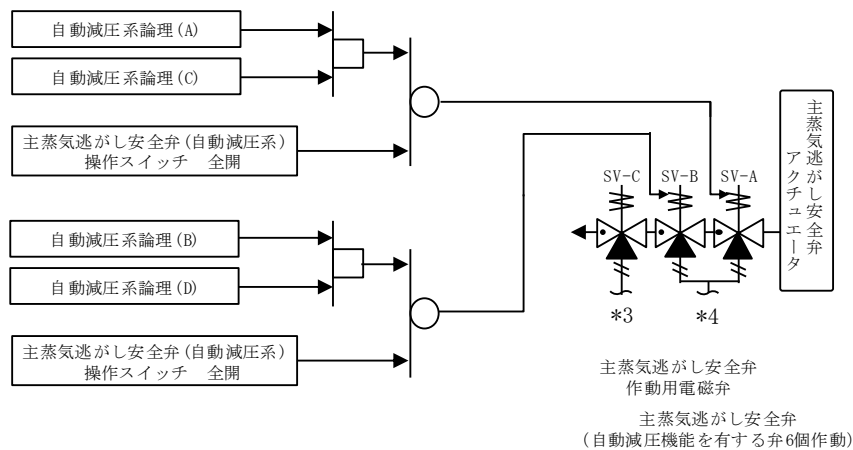 自動減圧系論理(A)
自動減圧系論理(C)
主蒸気逃がし安全弁(自動減圧系)
操作スイッチ 全開
自動減圧系論理(B)
自動減圧系論理(D)
主蒸気逃がし安全弁(自動減圧系)
操作スイッチ 全開
SV-C SV-B SV-A
主蒸気逃がし安全弁
アクチュエータ
*3 *4
主蒸気逃がし安全弁
作動用電磁弁
主蒸気逃がし安全弁
(自動減圧機能を有する弁6個作動)